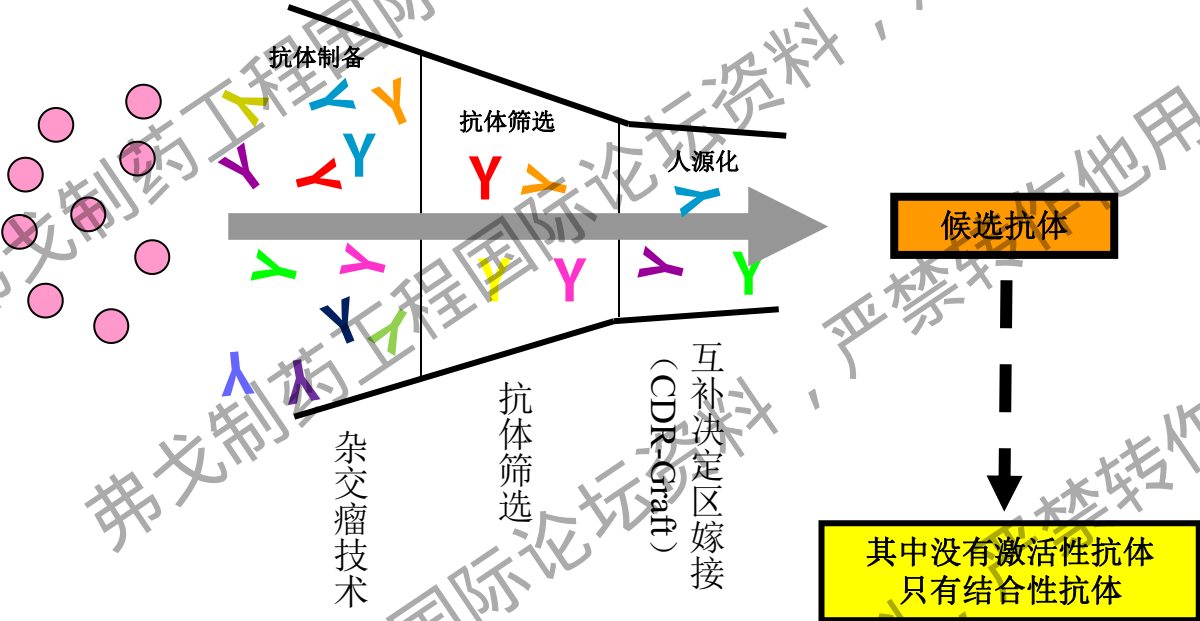 抗体制备
抗体筛选
人源化
候选抗体
杂交瘤技术
抗体筛选
互补决定区嫁接
（CDR-Graft）
其中没有激活性抗体
只有结合性抗体
弗戈制药工程国际论坛资料，严禁转作他用